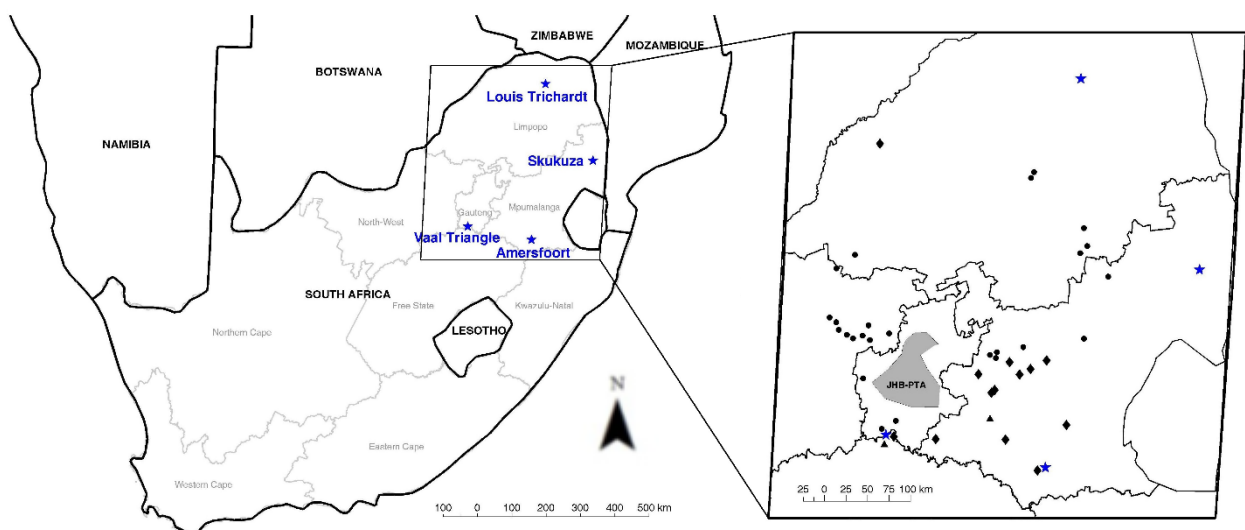 ZIMBABWE
MOZAMBIQUE
BOTSWANA
Louis Trichardt
Limpopo
NAMIBIA
Skukuza
Mpumalanga
Gauteng
North-West
Vaal Triangle
Amersfoort
SOUTH AFRICA
Free State
Kwazulu-Natal
LESOTHO
Northern Cape
N
Eastern Cape
Western Cape
100 0 100 200 300 400 500 km
JHB-PTA
25 0 25 50 75 100 km